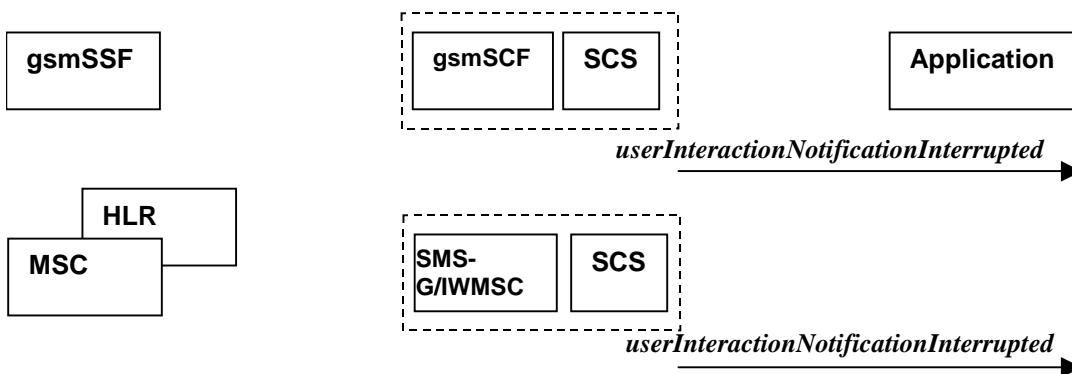 gsmSSF
gsmSCF
SCS
Application
userInteractionNotificationInterrupted
HLR
MSC
SMS-
G/IWMSC
SCS
userInteractionNotificationInterrupted